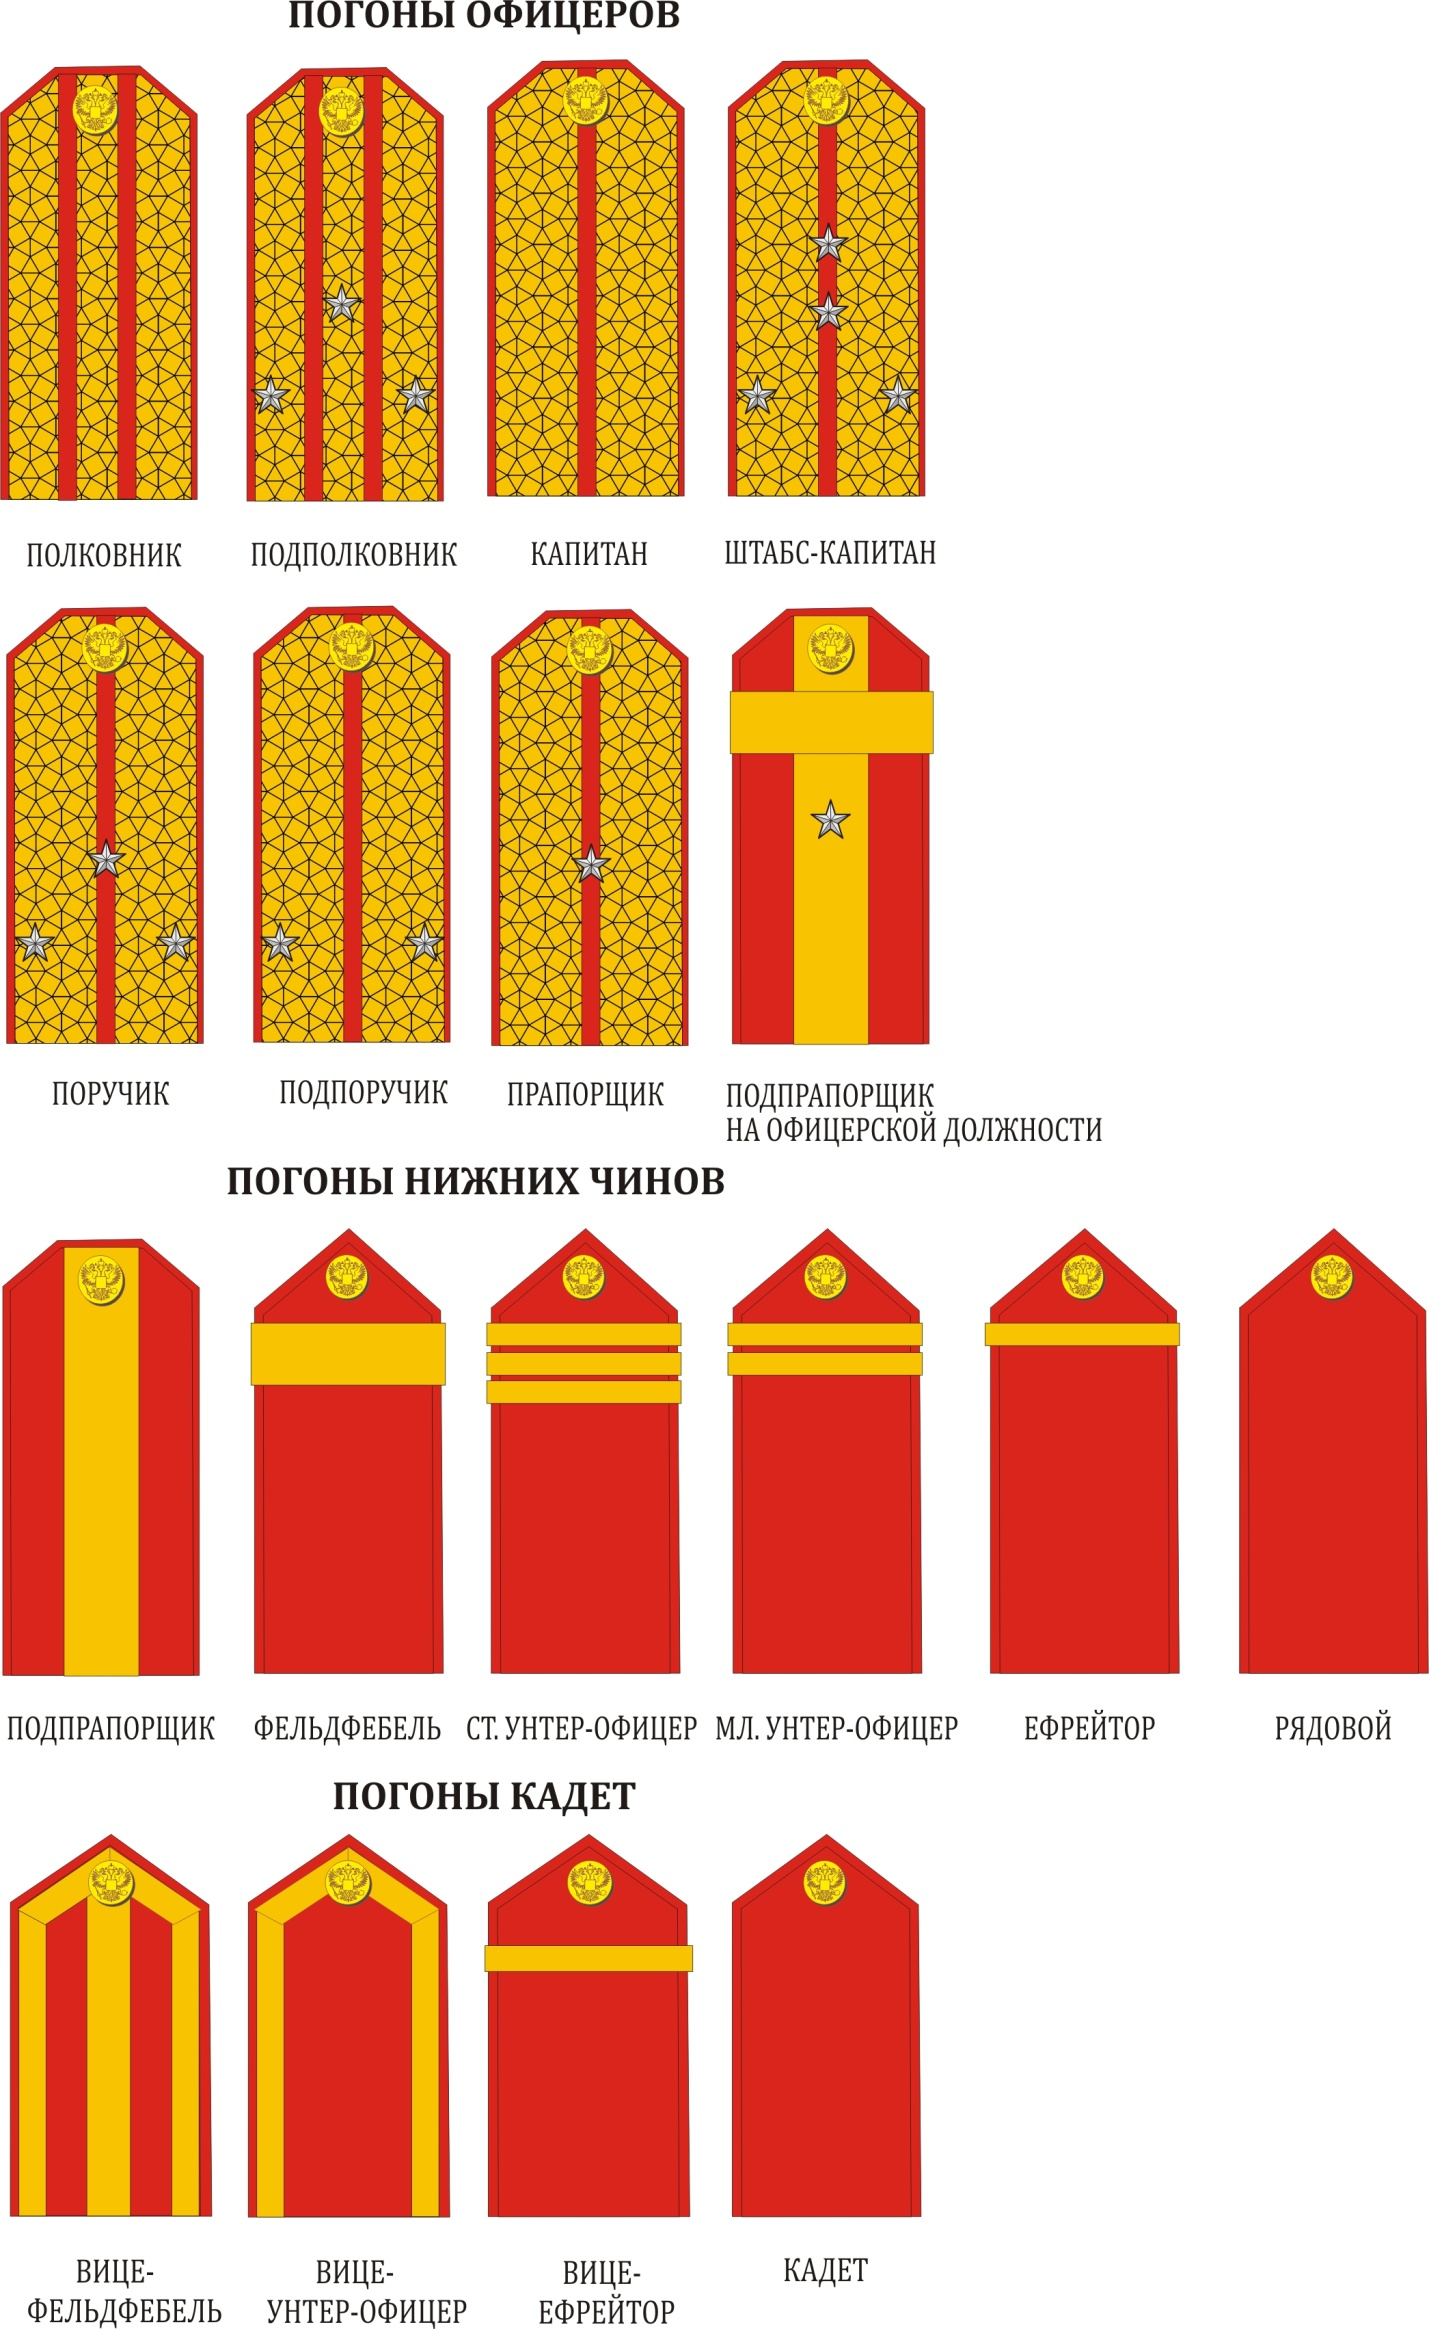 ПОГОНЫ ОФИЦЕРОВ
ПОЛКОВНИК
ПОДПОЛКОВНИК
КАПИТАН
ШТАБС-КАПИТАН
ПОРУЧИК
ПОДПОРУЧИК
ПРАПОРЩИК
ПОДПРАПОРЩИК
НА ОФИЦЕРСКОЙ ДОЛЖНОСТИ
ПОГОНЫ НИЖНИХ ЧИНОВ
ПОДПРАПОРЩИК
ФЕЛЬДФЕБЕЛЬ
СТ. УНТЕР-ОФИЦЕР
МЛ. УНТЕР-ОФИЦЕР
ЕФРЕЙТОР
РЯДОВОЙ
ПОГОНЫ КАДЕТ
ВИЦЕ-
ФЕЛЬДФЕБЕЛЬ
ВИЦЕ-
УНТЕР-ОФИЦЕР
ВИЦЕ-
ЕФРЕЙТОР
КАДЕТ